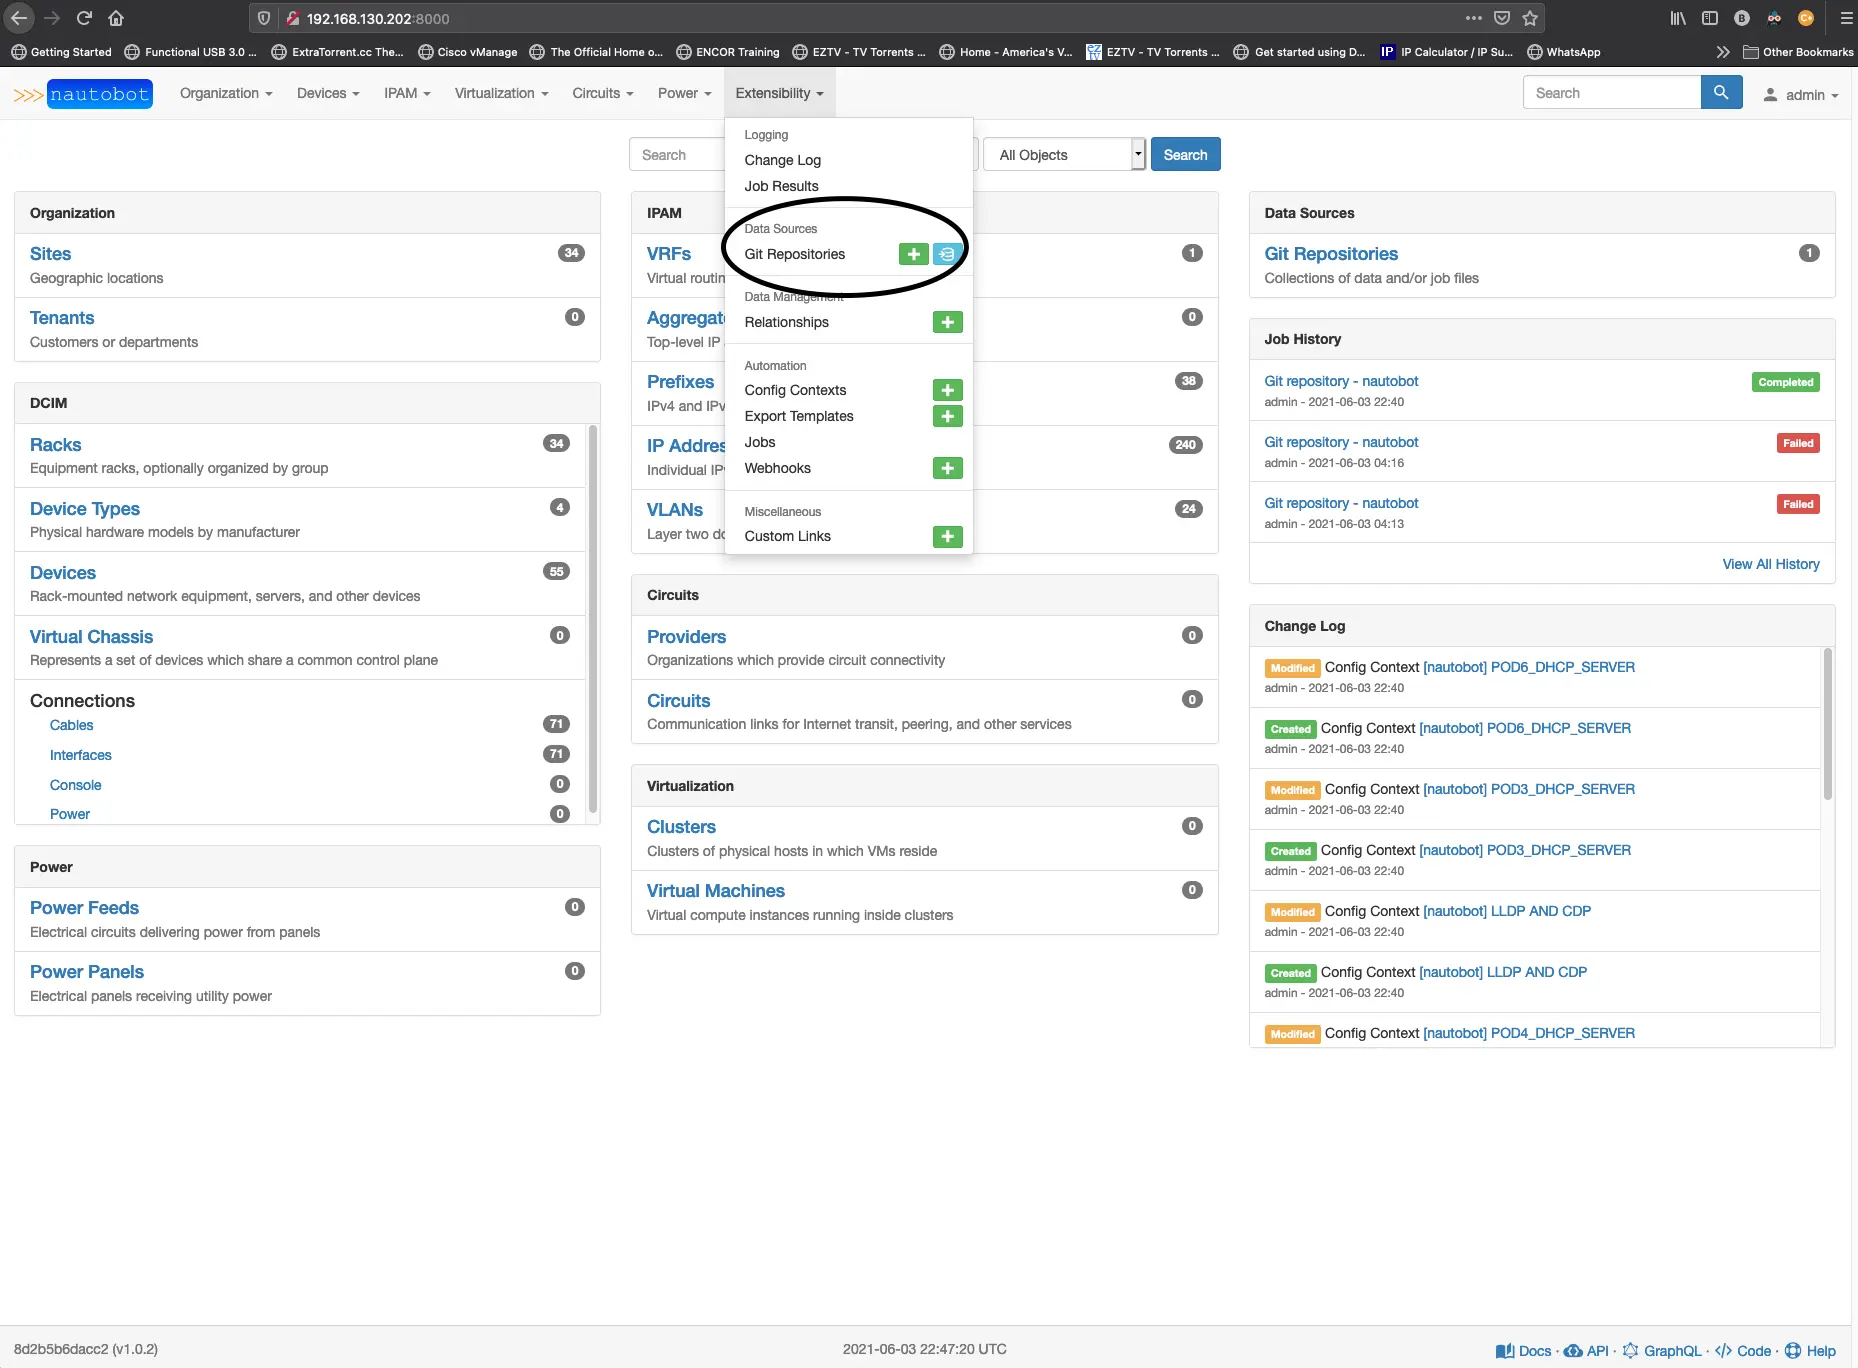 192.168.130.202:8000
Getting Started
Functional USB 3.0 ...
ExtraTorrent.cc The...
Cisco vManage
The Official Home o...
ENCOR Training
EZTV - TV Torrents ...
Home - America's V...
EZTV - TV Torrents ...
Get started using D...
IP IP Calculator / IP Su...
WhatsApp
Other Bookmarks
>>> nautobot
Organization
Devices
IPAM
Virtualization
Circuits
Power
Extensibility
Search
admin
Search
All Objects
Search
Logging
Change Log
Job Results
Data Sources
Git Repositories
Data Management
Relationships
Automation
Config Contexts
Export Templates
Jobs
Webhooks
Miscellaneous
Custom Links
Organization
Sites 34
Geographic locations
Tenants 0
Customers or departments
DCIM
Racks 34
Equipment racks, optionally organized by group
Device Types 4
Physical hardware models by manufacturer
Devices 55
Rack-mounted network equipment, servers, and other devices
Virtual Chassis 0
Represents a set of devices which share a common control plane
Connections
Cables 71
Interfaces 71
Console 0
Power 0
Power
Power Feeds 0
Electrical circuits delivering power from panels
Power Panels 0
Electrical panels receiving utility power
IPAM
VRFs 1
Virtual routin
Aggregate 0
Top-level IP
Prefixes 38
IPv4 and IPv
IP Addres 240
Individual IP
VLANs 24
Layer two do
Circuits
Providers 0
Organizations which provide circuit connectivity
Circuits 0
Communication links for Internet transit, peering, and other services
Virtualization
Clusters 0
Clusters of physical hosts in which VMs reside
Virtual Machines 0
Virtual compute instances running inside clusters
Data Sources
Git Repositories 1
Collections of data and/or job files
Job History
Git repository - nautobot Completed
admin - 2021-06-03 22:40
Git repository - nautobot Failed
admin - 2021-06-03 04:16
Git repository - nautobot Failed
admin - 2021-06-03 04:13
View All History
Change Log
Modified Config Context [nautobot] POD6_DHCP_SERVER
admin - 2021-06-03 22:40
Created Config Context [nautobot] POD6_DHCP_SERVER
admin - 2021-06-03 22:40
Modified Config Context [nautobot] POD3_DHCP_SERVER
admin - 2021-06-03 22:40
Created Config Context [nautobot] POD3_DHCP_SERVER
admin - 2021-06-03 22:40
Modified Config Context [nautobot] LLDP AND CDP
admin - 2021-06-03 22:40
Created Config Context [nautobot] LLDP AND CDP
admin - 2021-06-03 22:40
Modified Config Context [nautobot] POD4_DHCP_SERVER
8d2b5b6dacc2 (v1.0.2)
2021-06-03 22:47:20 UTC
Docs · API · GraphQL · </> Code · Help